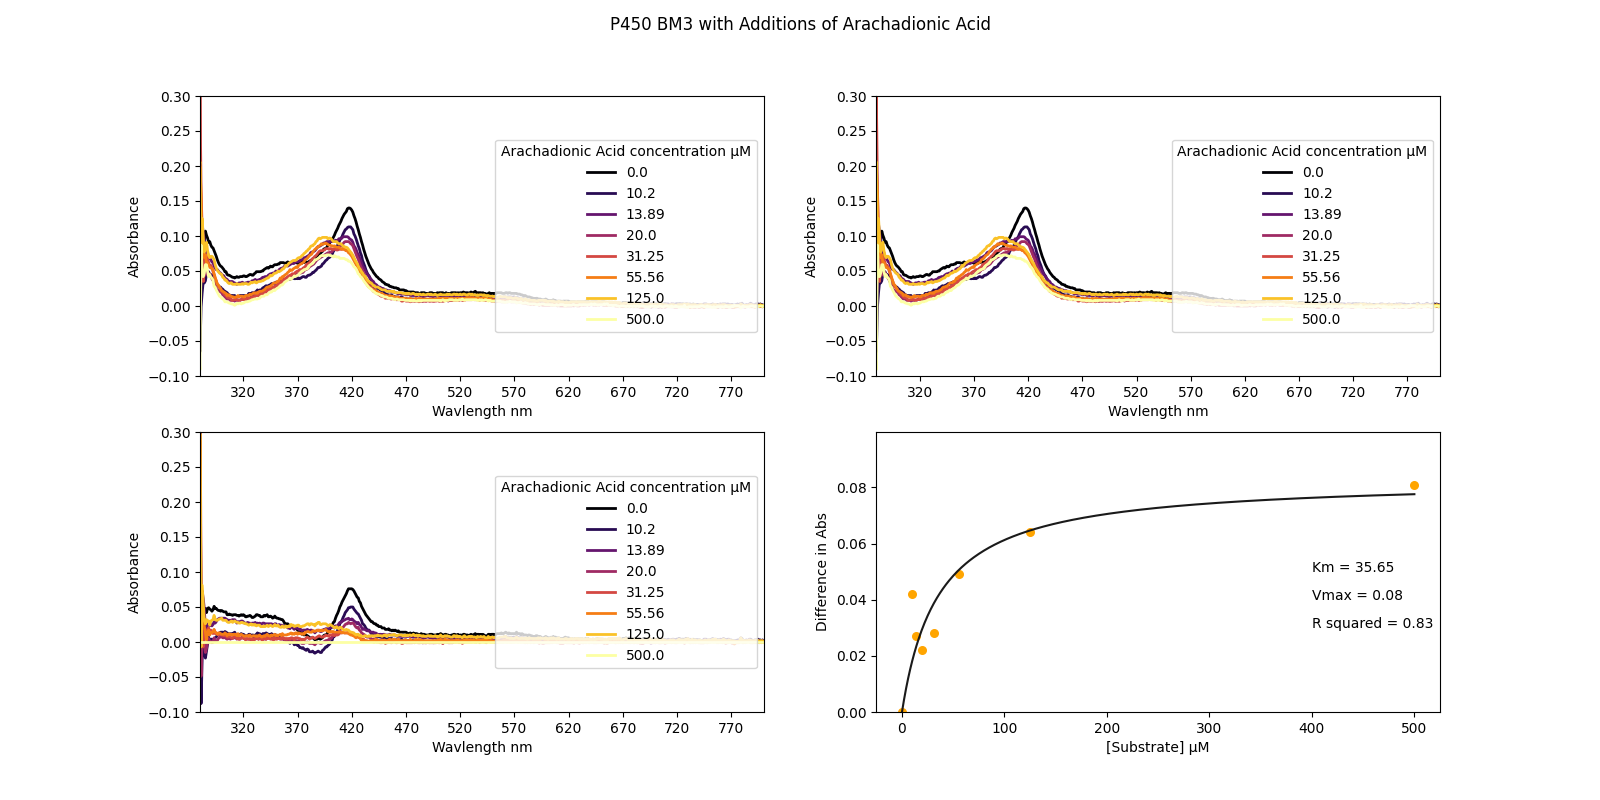 P450 BM3 with Additions of Arachadionic Acid
0.30
0.25
0.20
0.15
0.10
0.05
0.00
−0.05
−0.10
Absorbance
320 370 420 470 520 570 620 670 720 770
Wavlength nm
Arachadionic Acid concentration μM
0.0
10.2
13.89
20.0
31.25
55.56
125.0
500.0
0.30
0.25
0.20
0.15
0.10
0.05
0.00
−0.05
−0.10
Absorbance
320 370 420 470 520 570 620 670 720 770
Wavlength nm
Arachadionic Acid concentration μM
0.0
10.2
13.89
20.0
31.25
55.56
125.0
500.0
0.30
0.25
0.20
0.15
0.10
0.05
0.00
−0.05
−0.10
Absorbance
320 370 420 470 520 570 620 670 720 770
Wavlength nm
Arachadionic Acid concentration μM
0.0
10.2
13.89
20.0
31.25
55.56
125.0
500.0
0.08
0.06
0.04
0.02
0.00
Difference in Abs
Km = 35.65
Vmax = 0.08
R squared = 0.83
0 100 200 300 400 500
[Substrate] μM